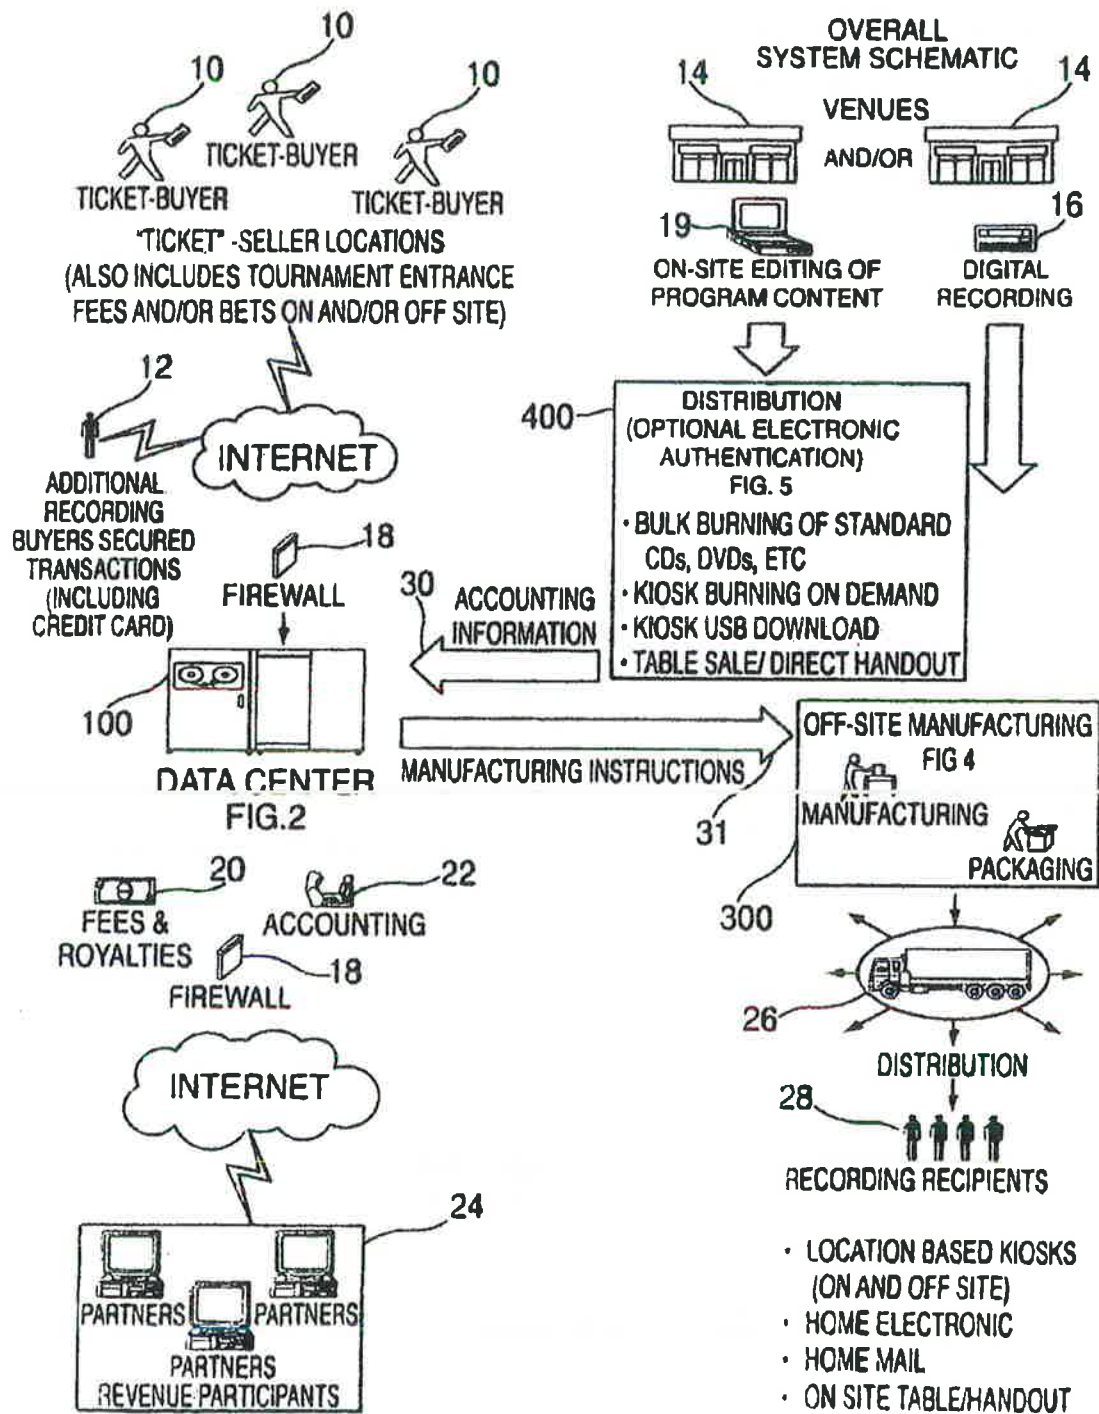 OVERALL
SYSTEM SCHEMATIC
10
10
10
TICKET-BUYER
TICKET-BUYER
TICKET-BUYER
"TICKET" -SELLER LOCATIONS
(ALSO INCLUDES TOURNAMENT ENTRANCE
FEES AND/OR BETS ON AND/OR OFF SITE)
14
14
VENUES
AND/OR
19
ON-SITE EDITING OF
PROGRAM CONTENT
16
DIGITAL
RECORDING
12
ADDITIONAL
RECORDING
BUYERS SECURED
TRANSACTIONS
(INCLUDING
CREDIT CARD)
INTERNET
18
FIREWALL
400
DISTRIBUTION
(OPTIONAL ELECTRONIC
AUTHENTICATION)
FIG. 5
· BULK BURNING OF STANDARD
CDs, DVDs, ETC
· KIOSK BURNING ON DEMAND
· KIOSK USB DOWNLOAD
· TABLE SALE/ DIRECT HANDOUT
30
ACCOUNTING
INFORMATION
100
DATA CENTER
FIG.2
MANUFACTURING INSTRUCTIONS
31
OFF-SITE MANUFACTURING
FIG 4
MANUFACTURING
PACKAGING
300
20
FEES &
ROYALTIES
22
ACCOUNTING
18
FIREWALL
26
DISTRIBUTION
28
RECORDING RECIPIENTS
INTERNET
24
PARTNERS
PARTNERS
PARTNERS
REVENUE PARTICIPANTS
· LOCATION BASED KIOSKS
(ON AND OFF SITE)
· HOME ELECTRONIC
· HOME MAIL
· ON SITE TABLE/HANDOUT